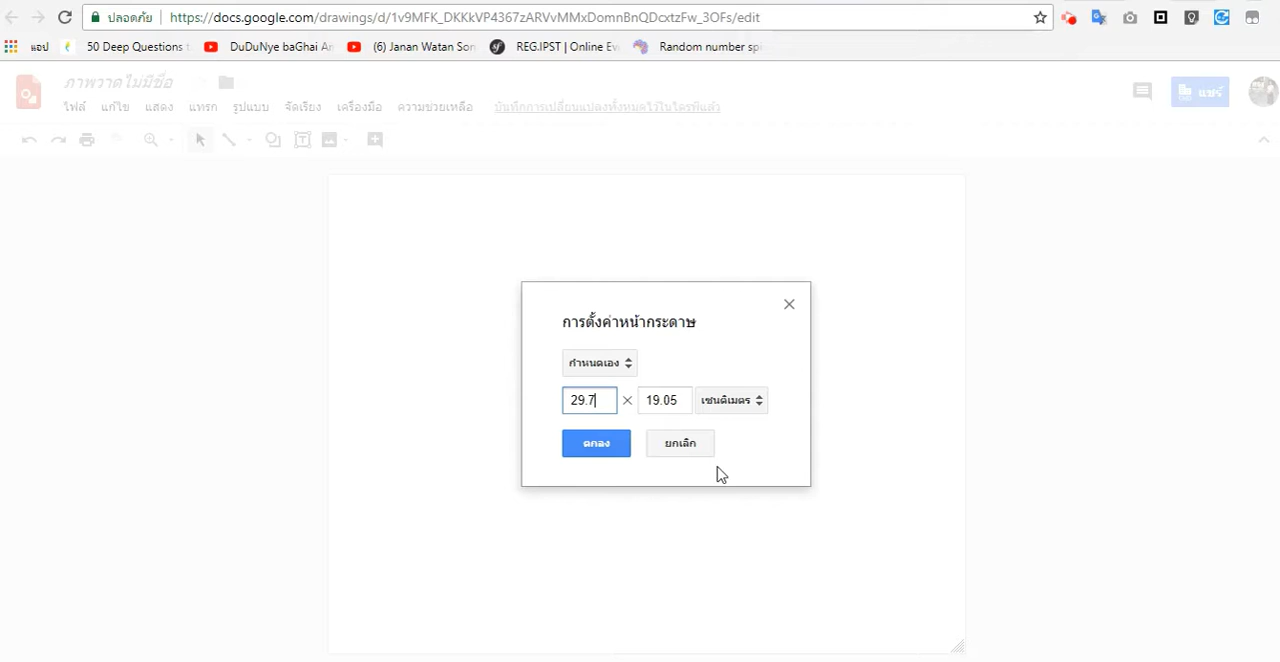 ปลอดภัย https://docs.google.com/drawings/d/1v9MFK_DKKkVP4367zARVvMMxDomnBnQDcxtzFw_3OFs/edit
แอป 50 Deep Questions t DuDuNye baGhai An (6) Janan Watan Son REG.IPST | Online Ev Random number spi
ภาพวาดไม่มีชื่อ
ไฟล์ แก้ไข แสดง แทรก รูปแบบ จัดเรียง เครื่องมือ ความช่วยเหลือ บันทึกการเปลี่ยนแปลงทั้งหมดไว้ในไดรฟ์แล้ว
แชร์
การตั้งค่าหน้ากระดาษ
กำหนดเอง
29.7 × 19.05 เซนติเมตร
ตกลง ยกเลิก